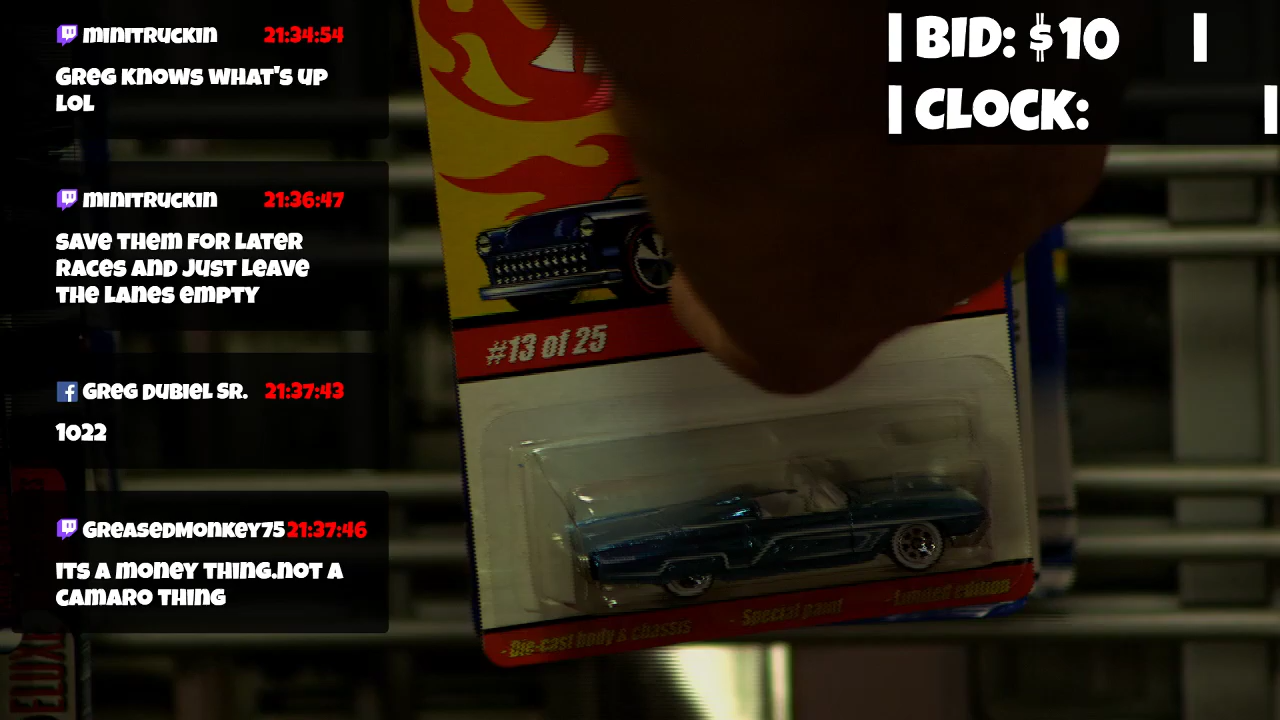 minitruckin 21:34:54
Greg knows what's up
lol
minitruckin 21:36:47
save them for later
races and just leave
the lanes empty
Greg Dubiel Sr. 21:37:43
1022
GreasedMonkey75 21:37:46
its a money thing.not a
camaro thing
| BID: $10 |
| CLOCK: |
#13 of 25
- Die-cast body & chassis - Special paint - Limited edition -